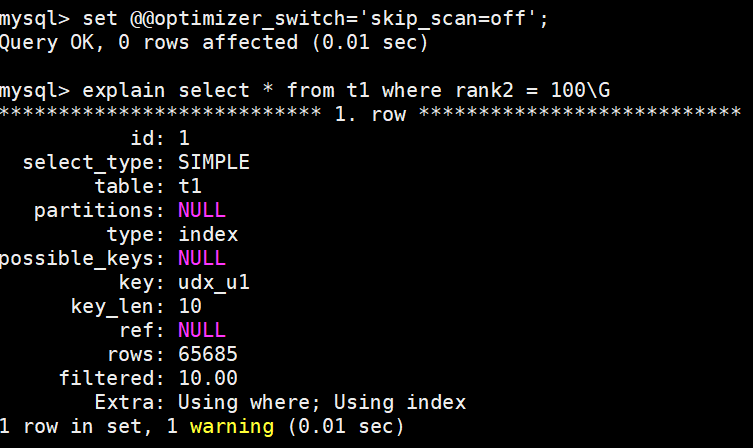 mysql> set @@optimizer_switch='skip_scan=off';
Query OK, 0 rows affected (0.01 sec)
mysql> explain select * from t1 where rank2 = 100\G
*************************** 1. row ***************************
id: 1
select_type: SIMPLE
table: t1
partitions: NULL
type: index
possible_keys: NULL
key: udx_u1
key_len: 10
ref: NULL
rows: 65685
filtered: 10.00
Extra: Using where; Using index
1 row in set, 1 warning (0.01 sec)